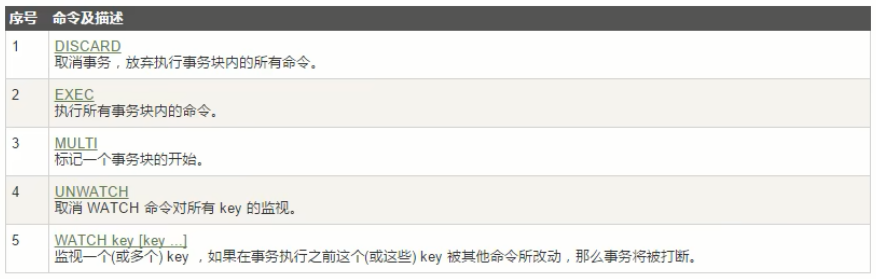 序号 命令及描述
1 DISCARD
取消事务，放弃执行事务块内的所有命令。
2 EXEC
执行所有事务块内的命令。
3 MULTI
标记一个事务块的开始。
4 UNWATCH
取消 WATCH 命令对所有 key 的监视。
5 WATCH key [key ...]
监视一个(或多个) key ，如果在事务执行之前这个(或这些) key 被其他命令所改动，那么事务将被打断。